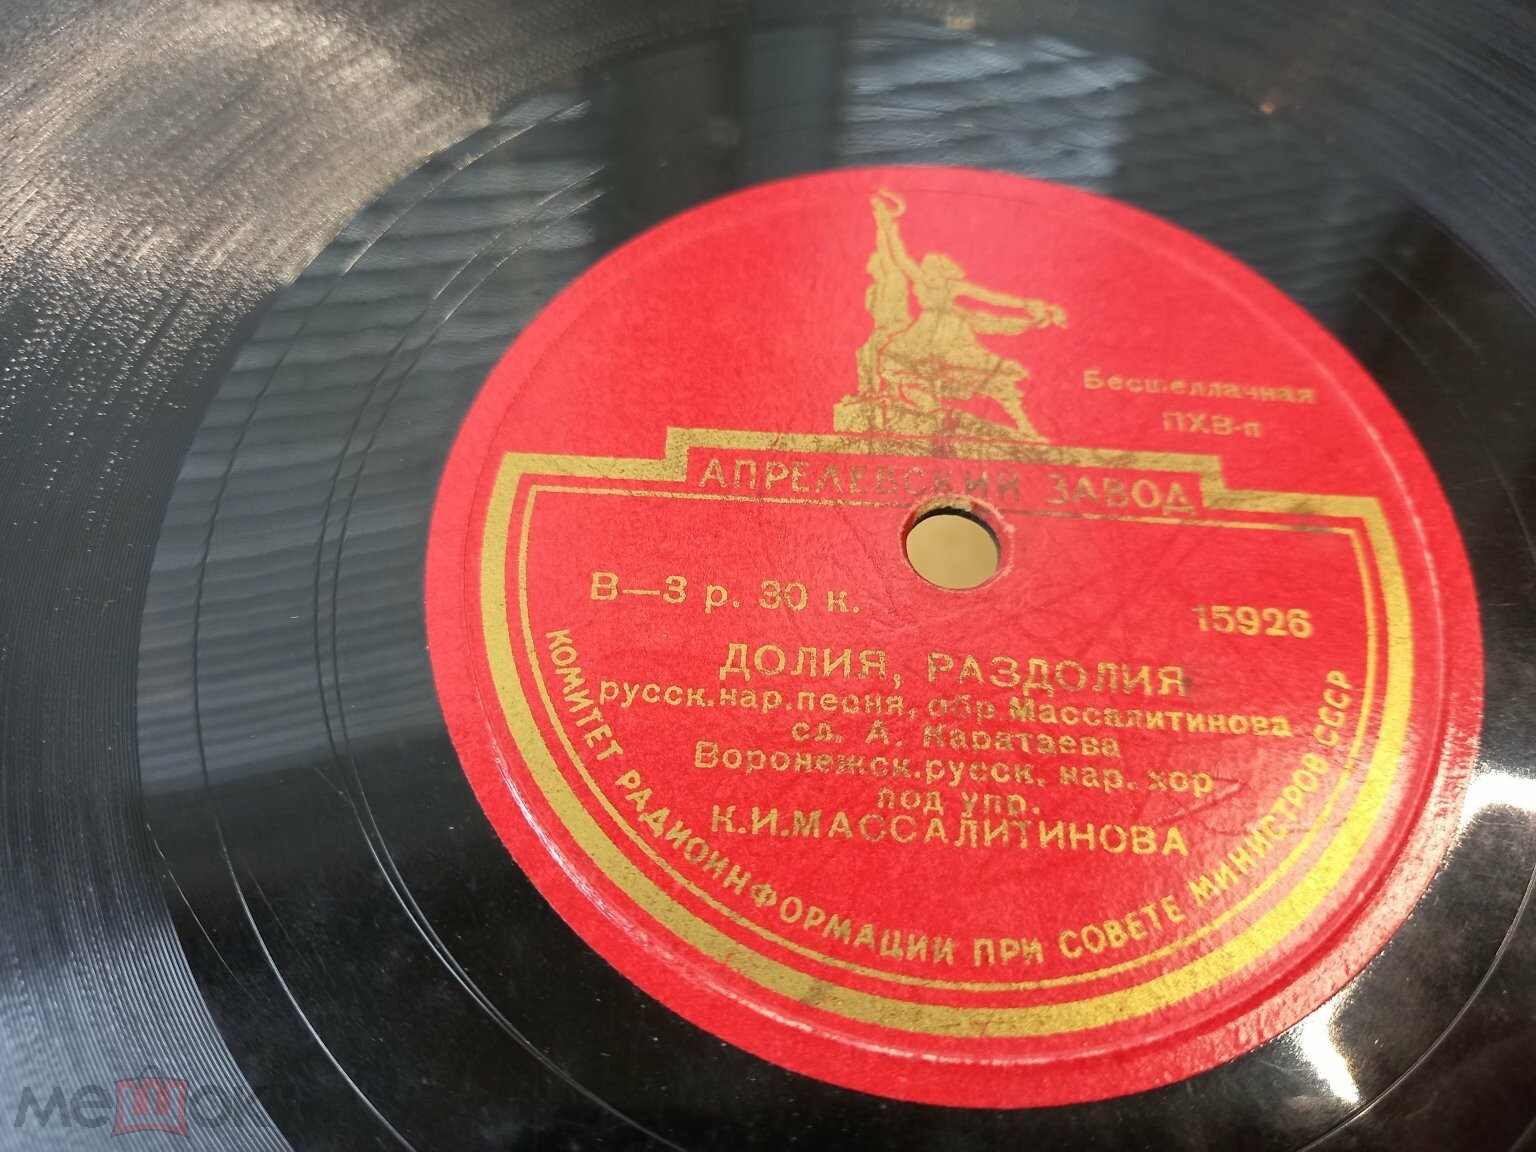 Бесшеллачная
ПХВ-п
АПРЕЛЕВСКИЙ ЗАВОД
В—3 р. 30 к.
15926
ДОЛИЯ, РАЗДОЛИЯ
русск.нар.песня, обр.Массалитинова
сл. А. Каратаева
Воронежск.русск. нар. хор
под упр.
К.И.МАССАЛИТИНОВА
КОМИТЕТ РАДИОИНФОРМАЦИИ ПРИ СОВЕТЕ МИНИСТРОВ СССР
мешок